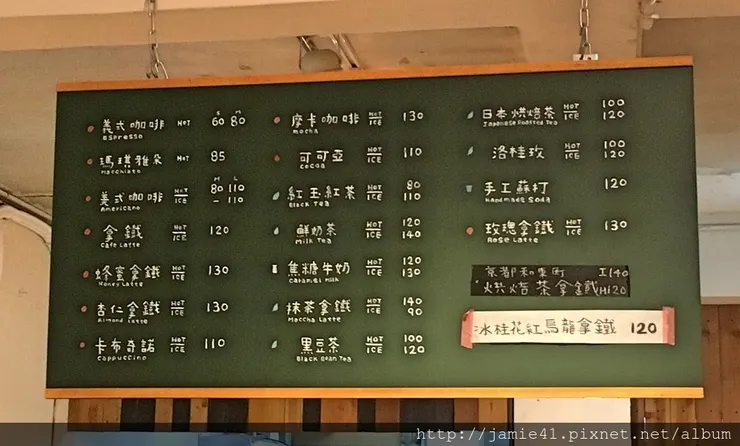 S M
義式咖啡 HOT 60 80
espresso
瑪琪雅朵 HOT 85
Macchiato
M L
義式咖啡 HOT 80 110
Americano ICE - 110
拿鐵 HOT 120
Cafe Latte ICE
蜂蜜拿鐵 HOT 130
Honey Latte ICE
杏仁拿鐵 HOT 130
Almond Latte ICE
卡布奇諾 HOT 110
Cappuccino ICE
摩卡咖啡 HOT 130
mocha ICE
可可亞 HOT 110
cocoa ICE
紅玉紅茶 HOT 80
Black Tea ICE 110
鮮奶茶 HOT 120
Milk Tea ICE 140
焦糖牛奶 HOT 120
caramel Milk ICE 130
抹茶拿鐵 HOT 140
Maccha Latte ICE 90
黑豆茶 HOT 100
Black Bean Tea ICE 120
日本烘焙茶 HOT 100
Japanese Roasted Tea ICE 120
洛桂玫 HOT 100
ICE 120
手工蘇打 120
Handmade Soda
玫瑰拿鐵 HOT 130
Rose Latte ICE
京都和束町 I140
烘焙茶拿鐵 H120
冰桂花紅烏龍拿鐵 120
http://jamie41.pixnet.net/album